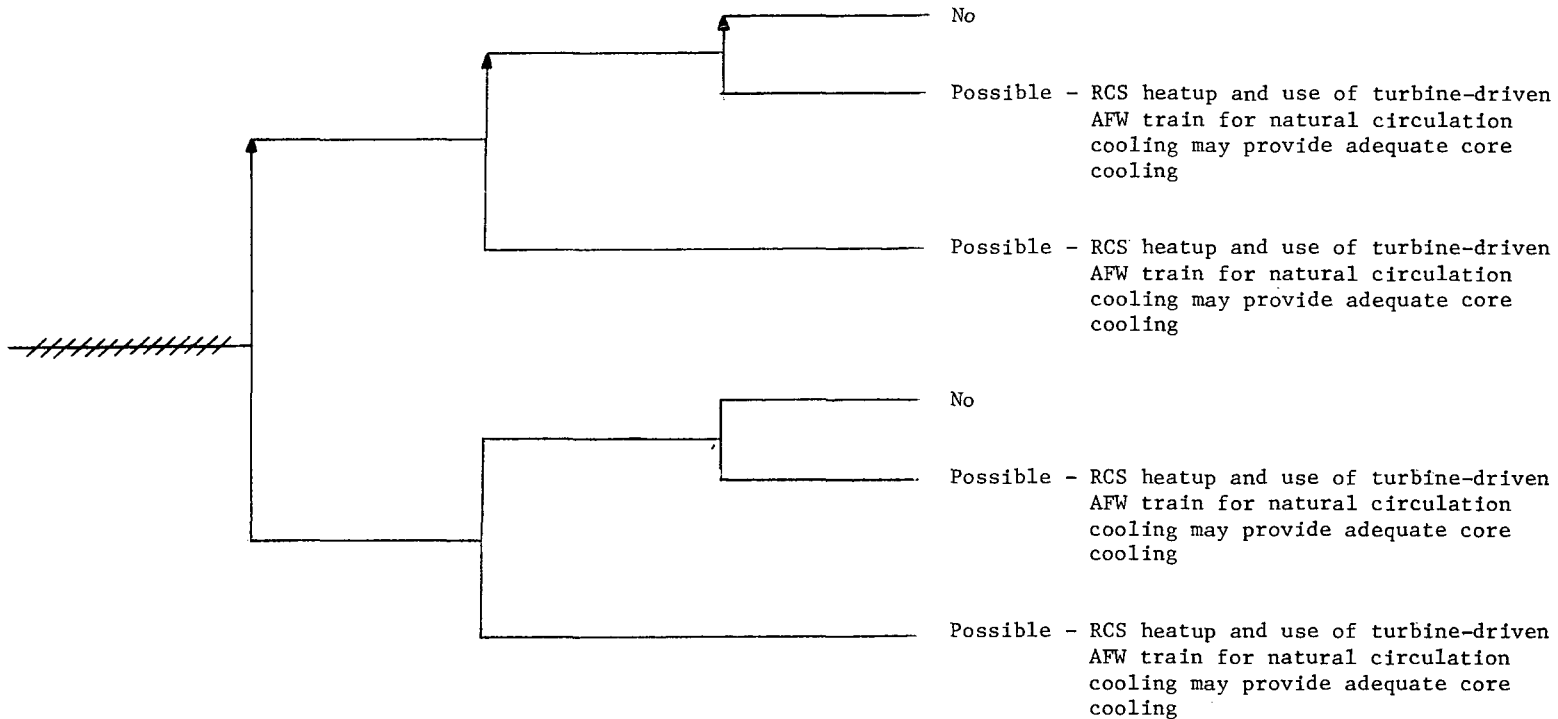 No
Possible - RCS heatup and use of turbine-driven
AFW train for natural circulation
cooling may provide adequate core
cooling
Possible - RCS heatup and use of turbine-driven
AFW train for natural circulation
cooling may provide adequate core
cooling
No
Possible - RCS heatup and use of turbine-driven
AFW train for natural circulation
cooling may provide adequate core
cooling
Possible - RCS heatup and use of turbine-driven
AFW train for natural circulation
cooling may provide adequate core
cooling